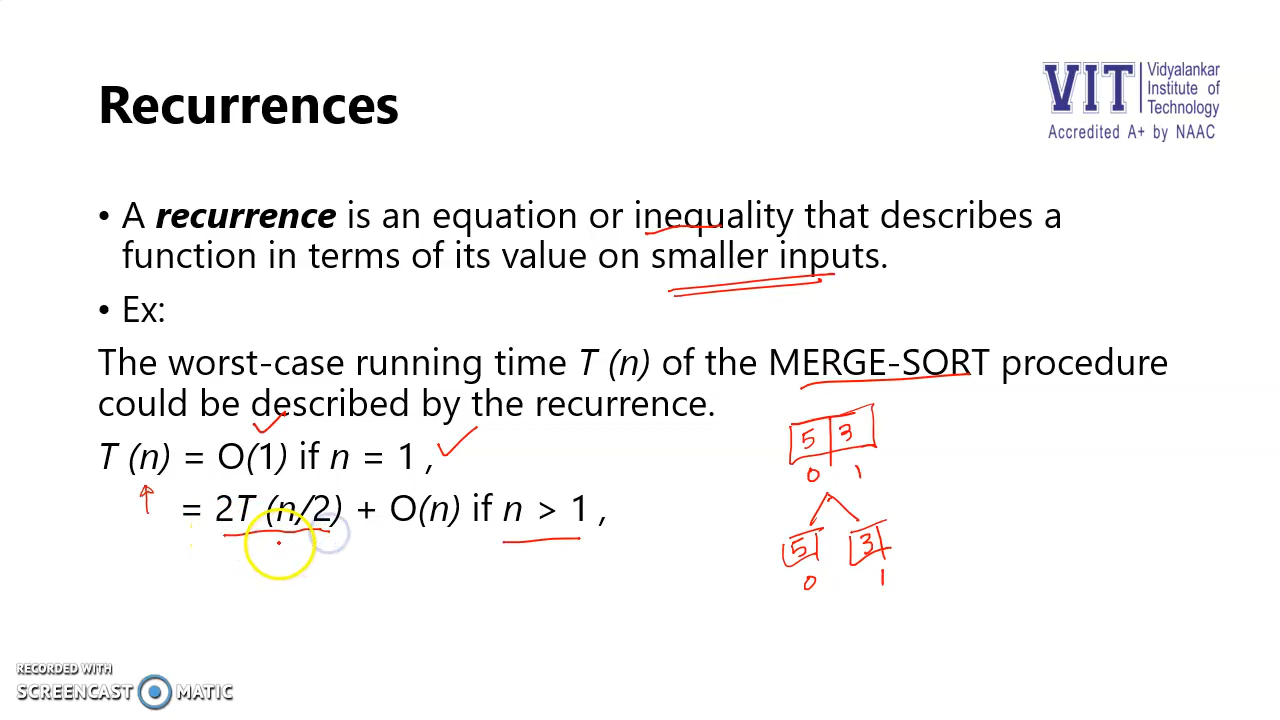 Recurrences
VIT Vidyalankar
Institute of
Technology
Accredited A+ by NAAC
• A recurrence is an equation or inequality that describes a
function in terms of its value on smaller inputs.
• Ex:
The worst-case running time T (n) of the MERGE-SORT procedure
could be described by the recurrence.
T (n) = O(1) if n = 1 ,
= 2T (n/2) + O(n) if n > 1 ,
5 3
0 1
5 3
0 1
RECORDED WITH
SCREENCAST MATIC